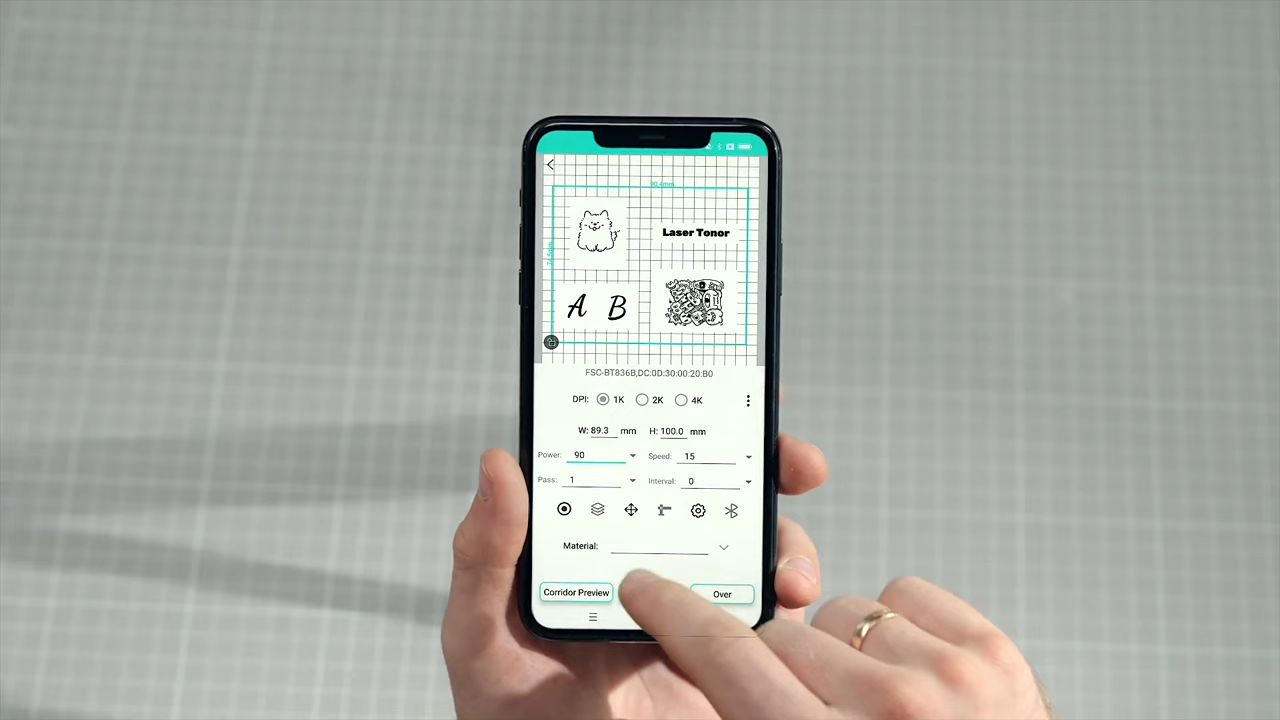 Laser Tonor
A B
FSC-BT836B,DC:0D:30:00:20:B0
DPI: 1K 2K 4K
W: 89.3 mm H: 100.0 mm
Power: 90 Speed: 15
Pass: 1 Interval: 0
Material:
Corridor Preview Over